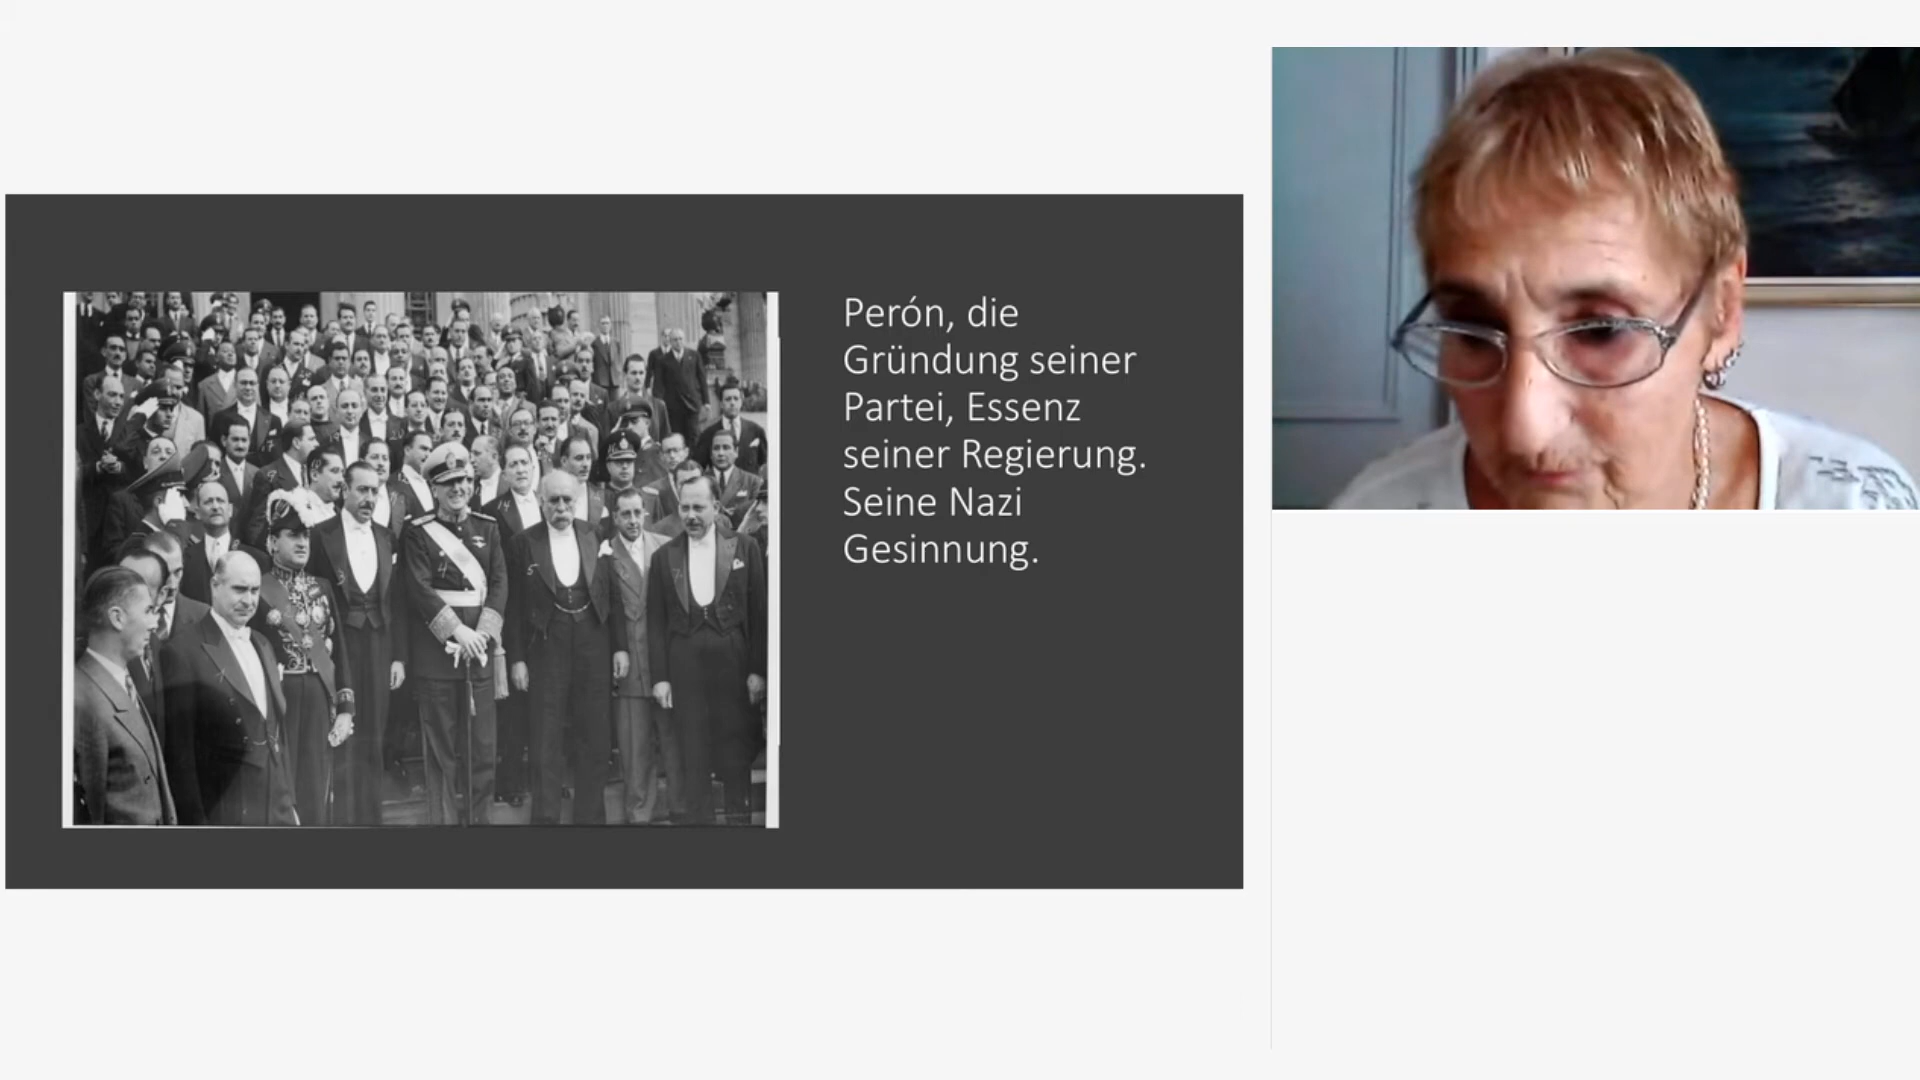 Perón, die
Gründung seiner
Partei, Essenz
seiner Regierung.
Seine Nazi
Gesinnung.